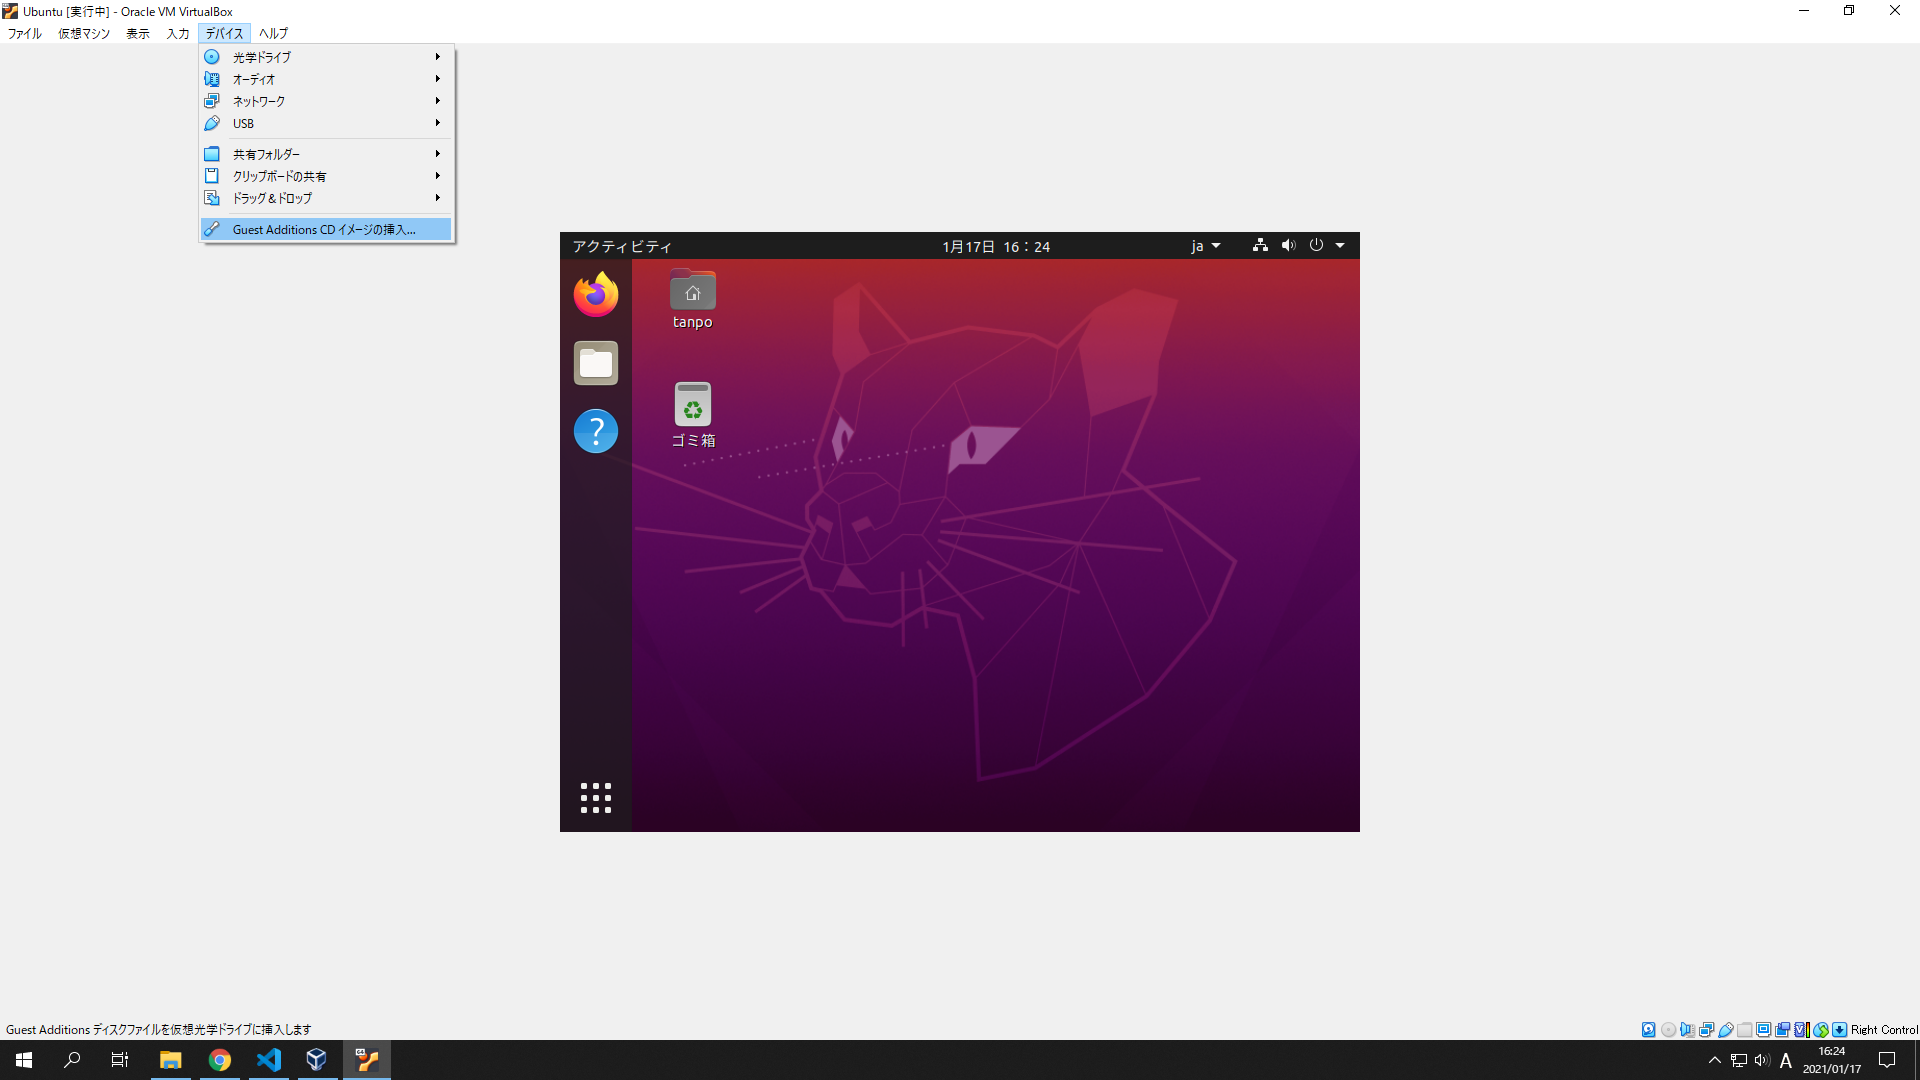 Ubuntu [実行中] - Oracle VM VirtualBox
ファイル 仮想マシン 表示 入力 デバイス ヘルプ
光学ドライブ
オーディオ
ネットワーク
USB
共有フォルダー
クリップボードの共有
ドラッグ＆ドロップ
Guest Additions CD イメージの挿入...
アクティビティ 1月17日 16：24 ja
tanpo
ゴミ箱
Guest Additions ディスクファイルを仮想光学ドライブに挿入します
Right Control
A
16:24
2021/01/17